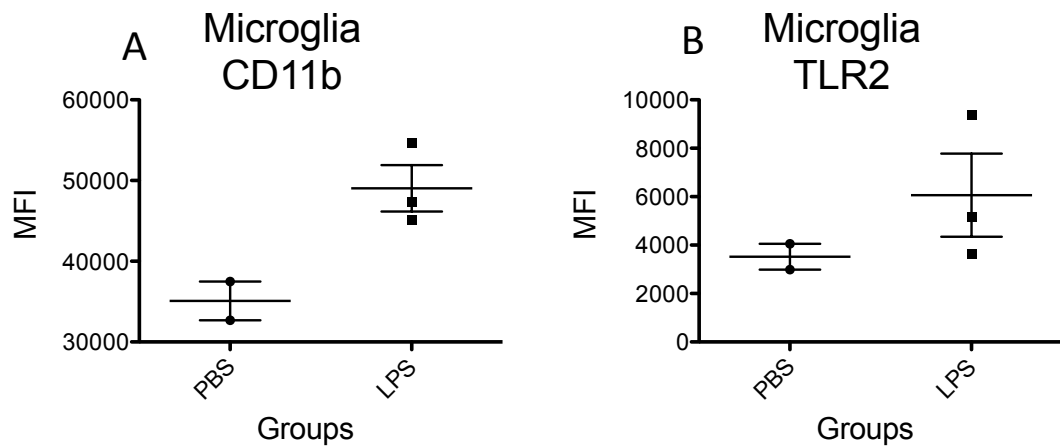 A
Microglia
CD11b
60000
50000
40000
30000
MFI
PBS
LPS
Groups
B
Microglia
TLR2
10000
8000
6000
4000
2000
0
MFI
PBS
LPS
Groups